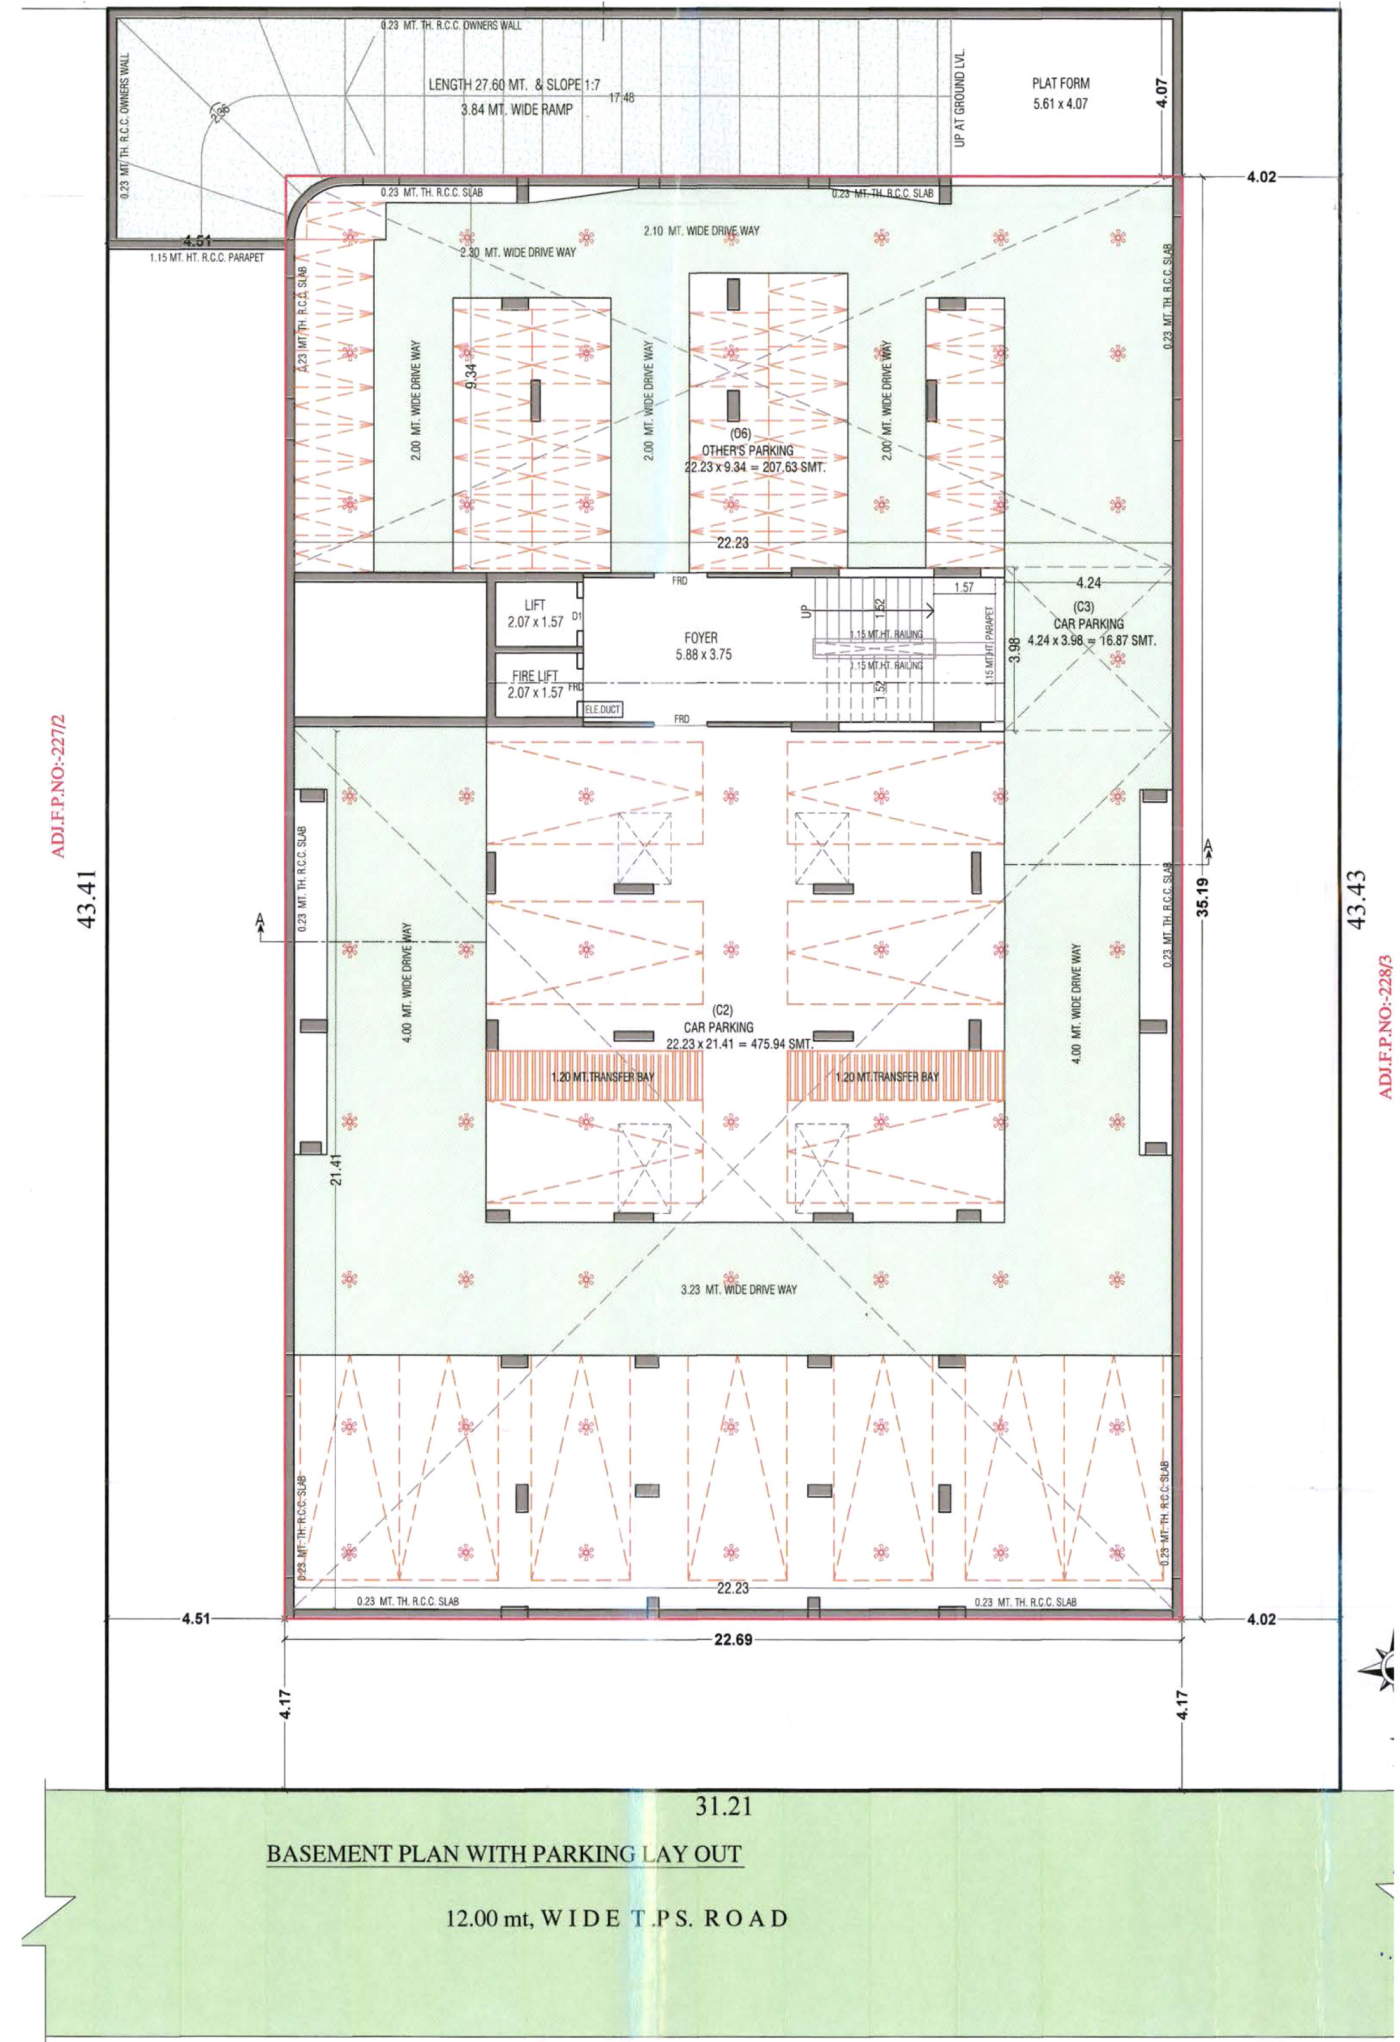 0.23 MT. TH. R.C.C. OWNERS WALL
0.23 MT. TH. R.C.C. OWNERS WALL
LENGTH 27.60 MT. & SLOPE 1:7
3.84 MT. WIDE RAMP
17.48
UP AT GROUND LVL.
PLAT FORM
5.61 x 4.07
4.07
4.02
0.23 MT. TH. R.C.C. SLAB
0.23 MT. TH. R.C.C. SLAB
4.51
1.15 MT. HT. R.C.C. PARAPET
2.10 MT. WIDE DRIVE WAY
2.30 MT. WIDE DRIVE WAY
0.23 MT. TH. R.C.C. SLAB
0.23 MT. TH. R.C.C. SLAB
2.00 MT. WIDE DRIVE WAY
9.34
2.00 MT. WIDE DRIVE WAY
2.00 MT. WIDE DRIVE WAY
(O6)
OTHER'S PARKING
22.23 x 9.34 = 207.63 SMT.
22.23
FRD
LIFT
2.07 x 1.57
D1
FOYER
5.88 x 3.75
UP
1.52
1.57
4.24
(C3)
CAR PARKING
4.24 x 3.98 = 16.87 SMT.
1.15 MT.HT. RAILING
1.15 MT.HT. RAILING
1.15 MT.HT. PARAPET
3.98
FIRE LIFT
2.07 x 1.57
FRD
ELE.DUCT
1.52
FRD
ADJ.F.P.NO:-227/2
43.41
0.23 MT. TH. R.C.C. SLAB
A
A
35.19
0.23 MT. TH. R.C.C. SLAB
43.43
ADJ.F.P.NO:-228/3
4.00 MT. WIDE DRIVE WAY
4.00 MT. WIDE DRIVE WAY
(C2)
CAR PARKING
22.23 x 21.41 = 475.94 SMT.
1.20 MT.TRANSFER BAY
1.20 MT.TRANSFER BAY
21.41
3.23 MT. WIDE DRIVE WAY
0.23 MT. TH. R.C.C. SLAB
0.23 MT. TH. R.C.C. SLAB
22.23
0.23 MT. TH. R.C.C. SLAB
0.23 MT. TH. R.C.C. SLAB
4.51
4.02
22.69
4.17
4.17
31.21
BASEMENT PLAN WITH PARKING LAY OUT
12.00 mt, WIDE T.P.S. ROAD